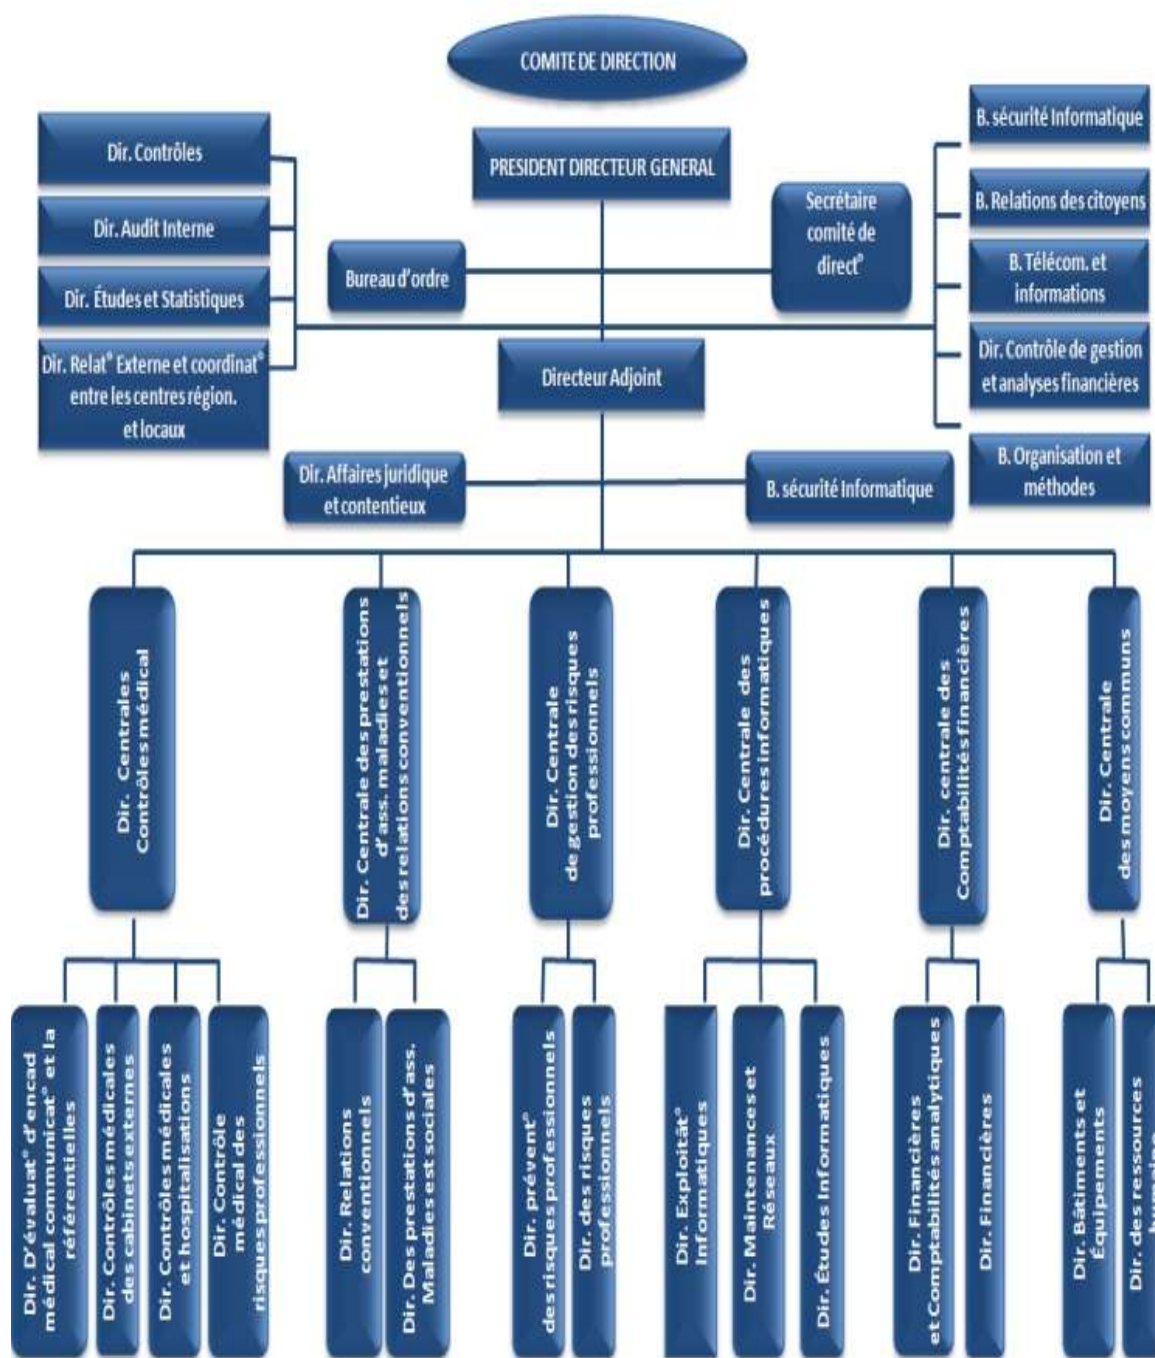 COMITE DE DIRECTION
PRESIDENT DIRECTEUR GENERAL
Dir. Contrôles
Dir. Audit Interne
Dir. Études et Statistiques
Dir. Relat° Externe et coordinat°
entre les centres région.
et locaux
Bureau d'ordre
Secrétaire
comité de
direct°
B. sécurité Informatique
B. Relations des citoyens
B. Télécom. et
informations
Dir. Contrôle de gestion
et analyses financières
B. Organisation et
méthodes
Directeur Adjoint
Dir. Affaires juridique
et contentieux
B. sécurité Informatique
Dir. Centrales
Contrôles médical
Dir. Centrale des prestations
d'ass. maladies et
des relations conventionnels
Dir. Centrale
de gestion des risques
professionnels
Dir. Centrale des
procédures informatiques
Dir. centrale des
Comptabilités financières
Dir. Centrale
des moyens communs
Dir. D'évaluat° d'encad
médical communicat° et la
référentielles
Dir. Contrôles médicales
des cabinets externes
Dir. Contrôles médicales
et hospitalisations
Dir. Contrôle
médical des
risques professionnels
Dir. Relations
conventionnels
Dir. Des prestations d'ass.
Maladies est sociales
Dir. prévent°
des risques professionnels
Dir. des risques
professionnels
Dir. Exploităt°
Informatiques
Dir. Maintenances et
Réseaux
Dir. Études Informatiques
Dir. Financières
et Comptabilités analytiques
Dir. Financières
Dir. Bâtiments et
Équipements
Dir. des ressources